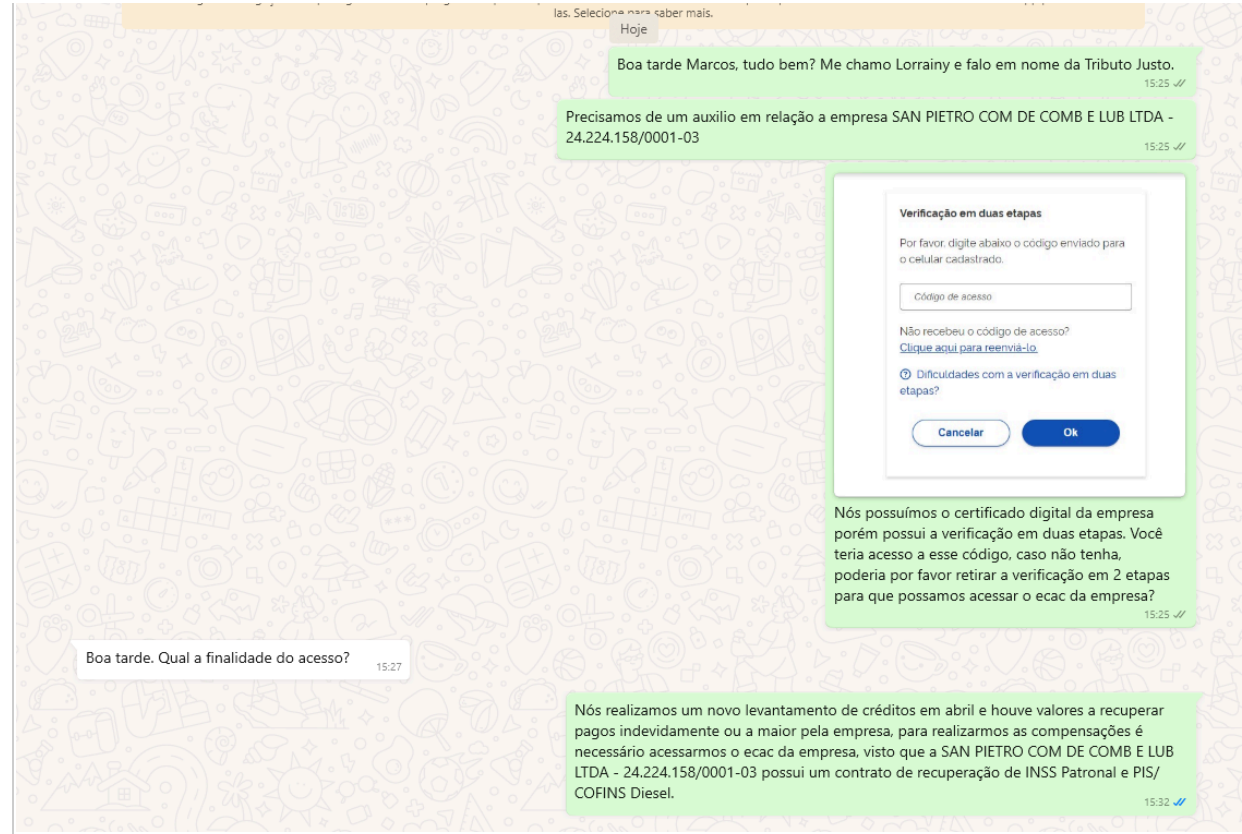 las. Selecione para saber mais.
Hoje
Boa tarde Marcos, tudo bem? Me chamo Lorrainy e falo em nome da Tributo Justo.
15:25
Precisamos de um auxilio em relação a empresa SAN PIETRO COM DE COMB E LUB LTDA -
24.224.158/0001-03
15:25
Verificação em duas etapas
Por favor, digite abaixo o código enviado para
o celular cadastrado.
Código de acesso
Não recebeu o código de acesso?
Clique aqui para reenviá-lo.
Dificuldades com a verificação em duas
etapas?
Cancelar Ok
Nós possuímos o certificado digital da empresa
porém possui a verificação em duas etapas. Você
teria acesso a esse código, caso não tenha,
poderia por favor retirar a verificação em 2 etapas
para que possamos acessar o ecac da empresa?
15:25
Boa tarde. Qual a finalidade do acesso?
15:27
Nós realizamos um novo levantamento de créditos em abril e houve valores a recuperar
pagos indevidamente ou a maior pela empresa, para realizarmos as compensações é
necessário acessarmos o ecac da empresa, visto que a SAN PIETRO COM DE COMB E LUB
LTDA - 24.224.158/0001-03 possui um contrato de recuperação de INSS Patronal e PIS/
COFINS Diesel.
15:32